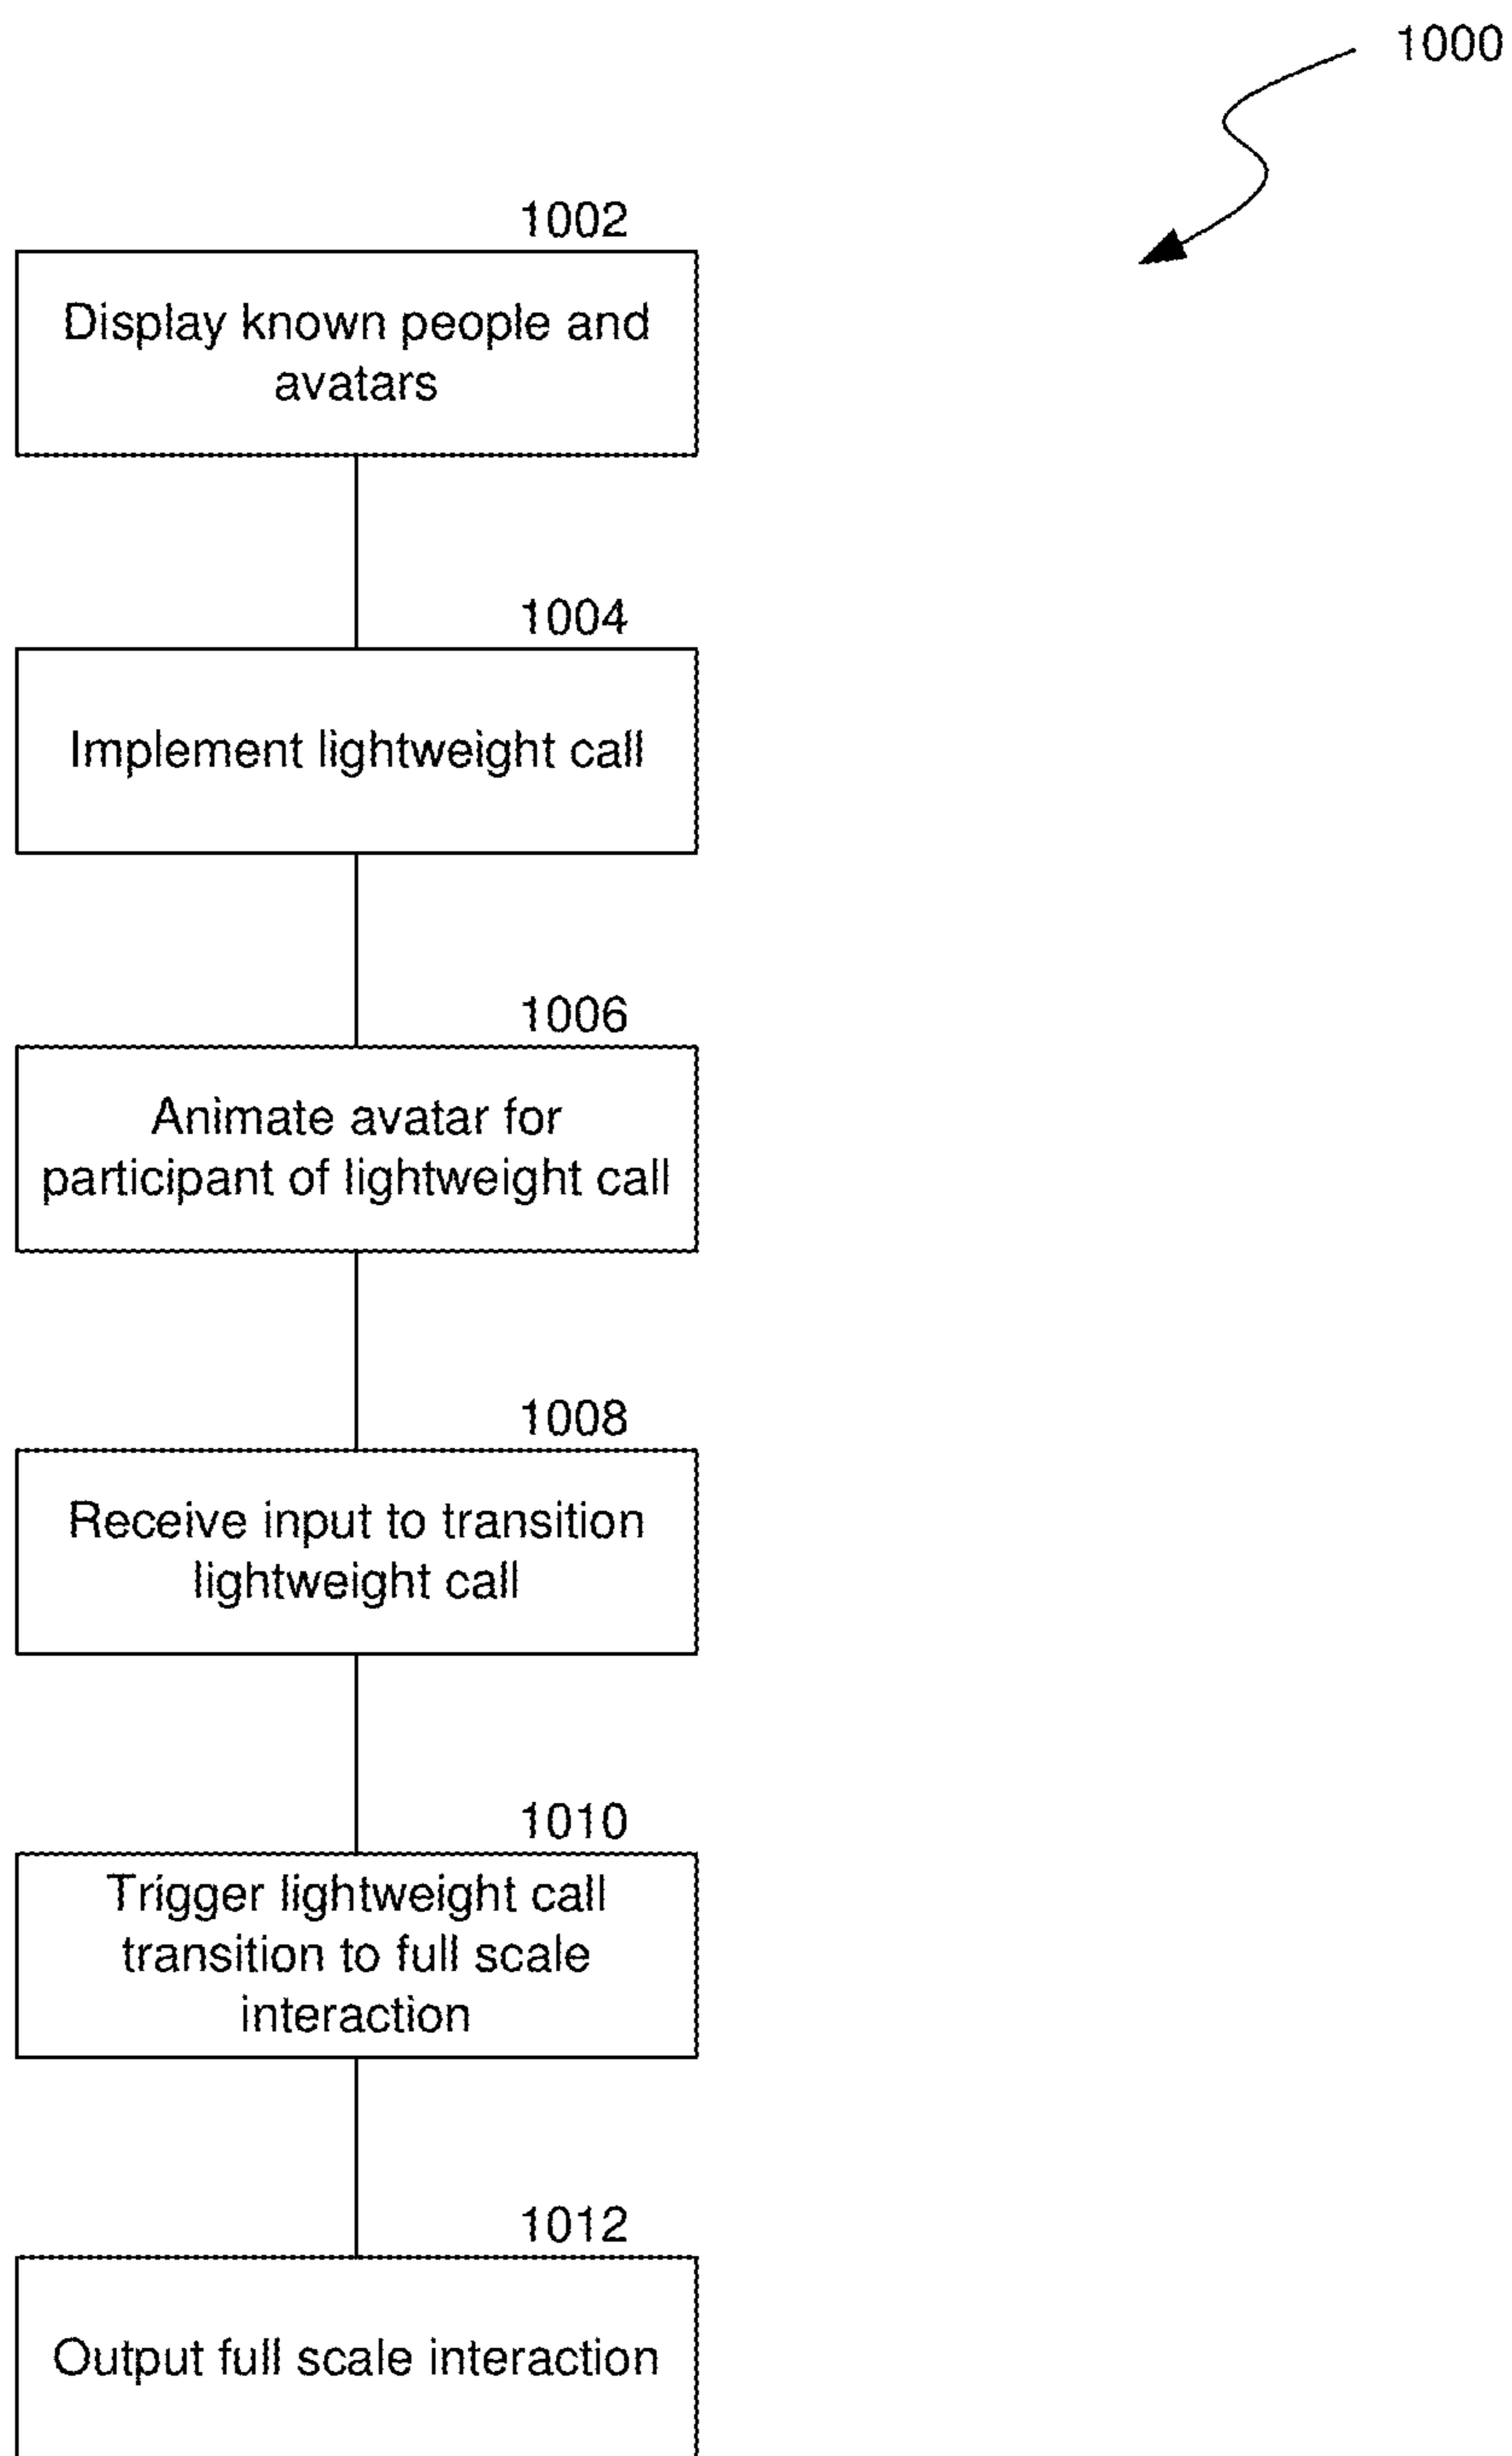 1000
1002
Display known people and
avatars
1004
Implement lightweight call
1006
Animate avatar for
participant of lightweight call
1008
Receive input to transition
lightweight call
1010
Trigger lightweight call
transition to full scale
interaction
1012
Output full scale interaction